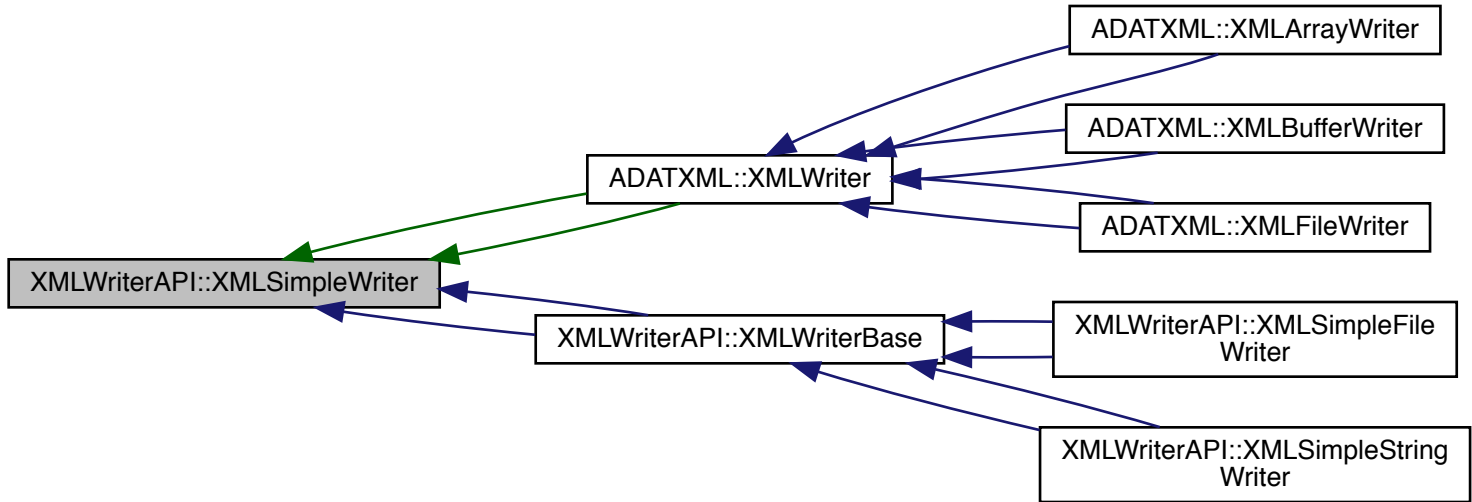 ADATXML::XMLArrayWriter
ADATXML::XMLBufferWriter
ADATXML::XMLWriter
ADATXML::XMLFileWriter
XMLWriterAPI::XMLSimpleWriter
XMLWriterAPI::XMLSimpleFile
Writer
XMLWriterAPI::XMLWriterBase
XMLWriterAPI::XMLSimpleString
Writer